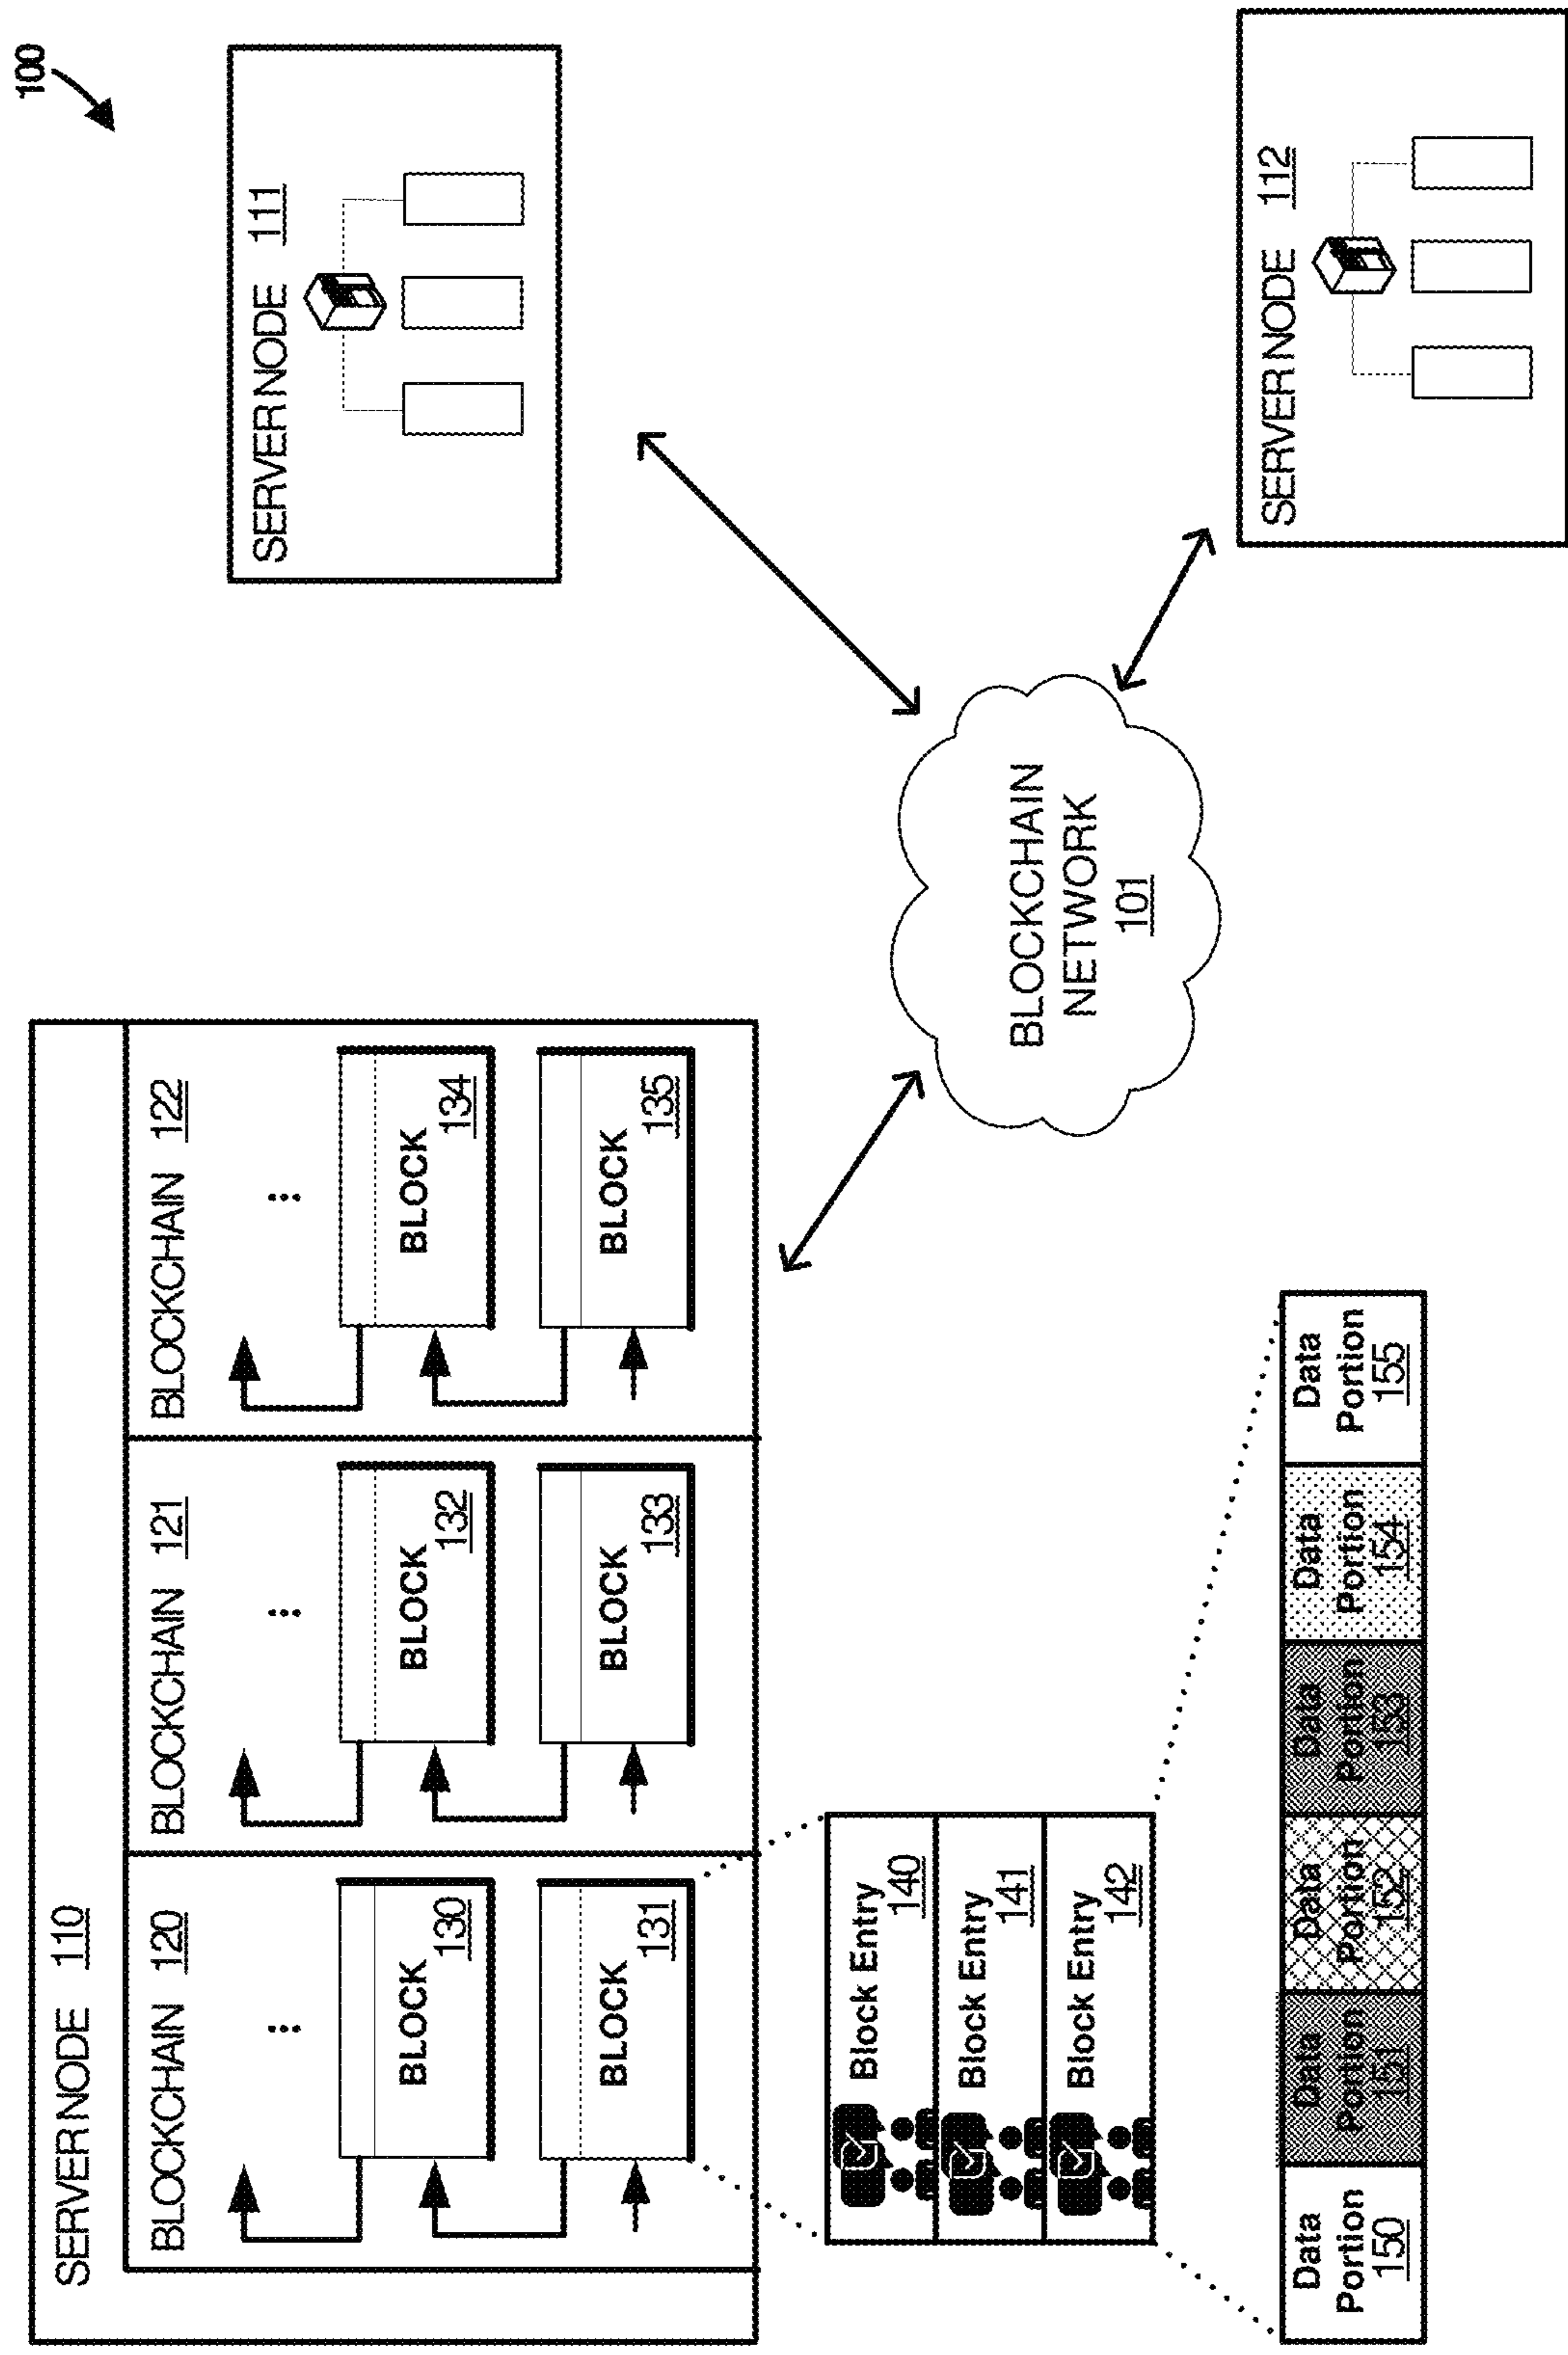 100
SERVER NODE 110
BLOCKCHAIN 120
BLOCK
130
BLOCK
131
BLOCKCHAIN 121
BLOCK
132
BLOCK
133
BLOCKCHAIN 122
BLOCK
134
BLOCK
135
SERVER NODE 111
Block Entry
140
Block Entry
141
Block Entry
142
BLOCKCHAIN
NETWORK
101
SERVER NODE 112
Data
Portion
150
Data
Portion
151
Data
Portion
152
Data
Portion
153
Data
Portion
154
Data
Portion
155